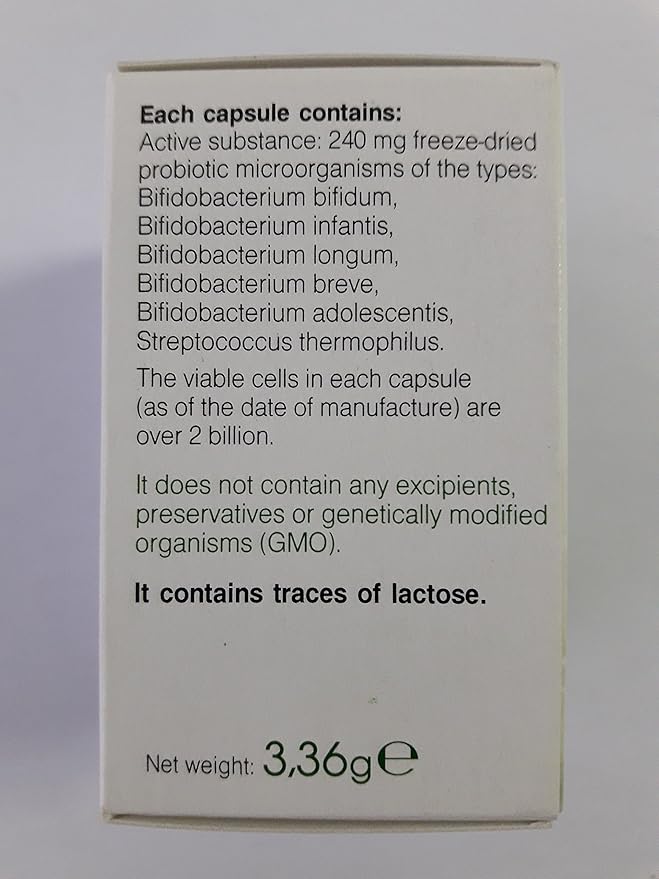 Each capsule contains:
Active substance: 240 mg freeze-dried
probiotic microorganisms of the types:
Bifidobacterium bifidum,
Bifidobacterium infantis,
Bifidobacterium longum,
Bifidobacterium breve,
Bifidobacterium adolescentis,
Streptococcus thermophilus.
The viable cells in each capsule
(as of the date of manufacture) are
over 2 billion.
It does not contain any excipients,
preservatives or genetically modified
organisms (GMO).
It contains traces of lactose.
Net weight: 3,36g℮